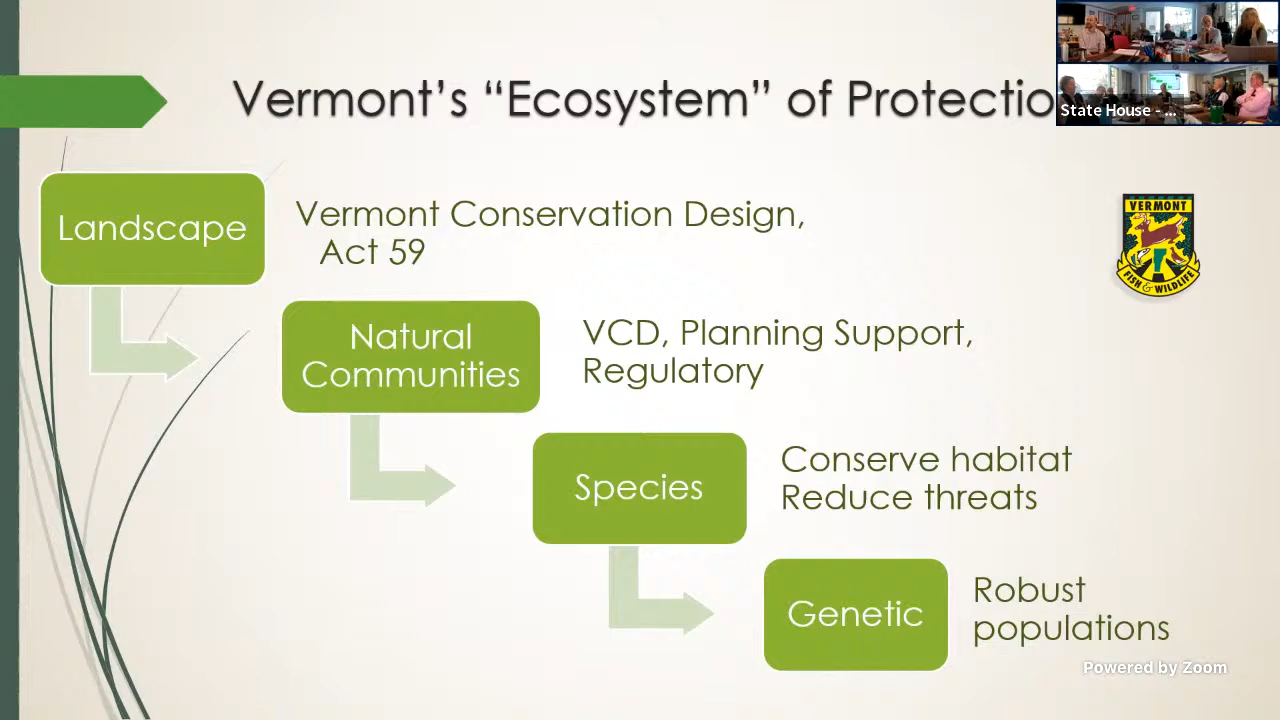 Vermont's “Ecosystem” of Protectio
State House - ...
Landscape
Vermont Conservation Design,
Act 59
VERMONT
FISH & WILDLIFE
Natural
Communities
VCD, Planning Support,
Regulatory
Species
Conserve habitat
Reduce threats
Genetic
Robust
populations
Powered by Zoom